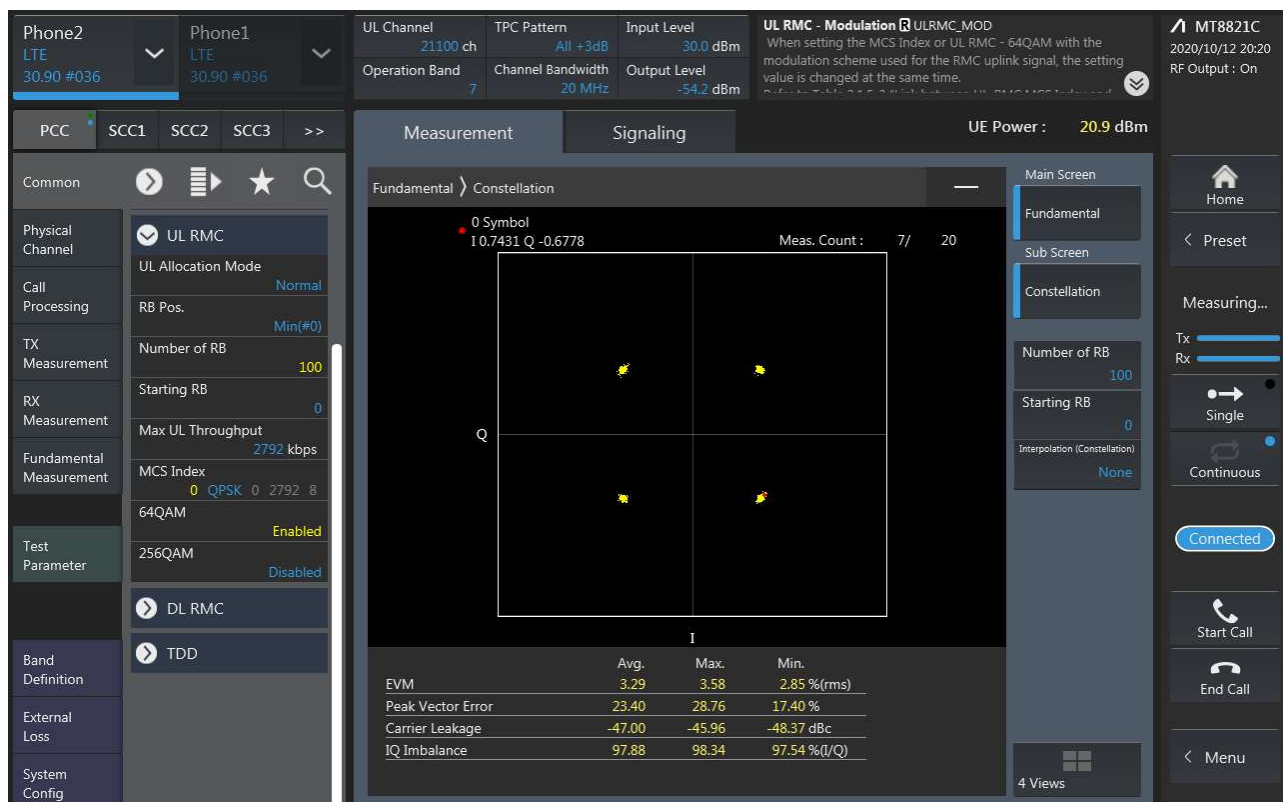 Phone2
LTE
30.90 #036
Phone1
LTE
30.90 #036
UL Channel
21100 ch
Operation Band
7
TPC Pattern
All +3dB
Channel Bandwidth
20 MHz
Input Level
30.0 dBm
Output Level
-54.2 dBm
UL RMC - Modulation R ULRMC_MOD
When setting the MCS Index or UL RMC - 64QAM with the
modulation scheme used for the RMC uplink signal, the setting
value is changed at the same time.
MT8821C
2020/10/12 20:20
RF Output : On
PCC SCC1 SCC2 SCC3 >>
Measurement
Signaling
UE Power : 20.9 dBm
Common
Physical
Channel
Call
Processing
TX
Measurement
RX
Measurement
Fundamental
Measurement
Test
Parameter
Band
Definition
External
Loss
System
Config
UL RMC
UL Allocation Mode
Normal
RB Pos.
Min(#0)
Number of RB
100
Starting RB
0
Max UL Throughput
2792 kbps
MCS Index
0 QPSK 0 2792 8
64QAM
Enabled
256QAM
Disabled
DL RMC
TDD
Fundamental 〉 Constellation
0 Symbol
I 0.7431 Q -0.6778
Meas. Count : 7/ 20
Q
I
Avg. Max. Min.
EVM 3.29 3.58 2.85 %(rms)
Peak Vector Error 23.40 28.76 17.40 %
Carrier Leakage -47.00 -45.96 -48.37 dBc
IQ Imbalance 97.88 98.34 97.54 %(I/Q)
Main Screen
Fundamental
Sub Screen
Constellation
Number of RB
100
Starting RB
0
Interpolation (Constellation)
None
4 Views
Home
< Preset
Measuring...
Tx
Rx
Single
Continuous
Connected
Start Call
End Call
< Menu